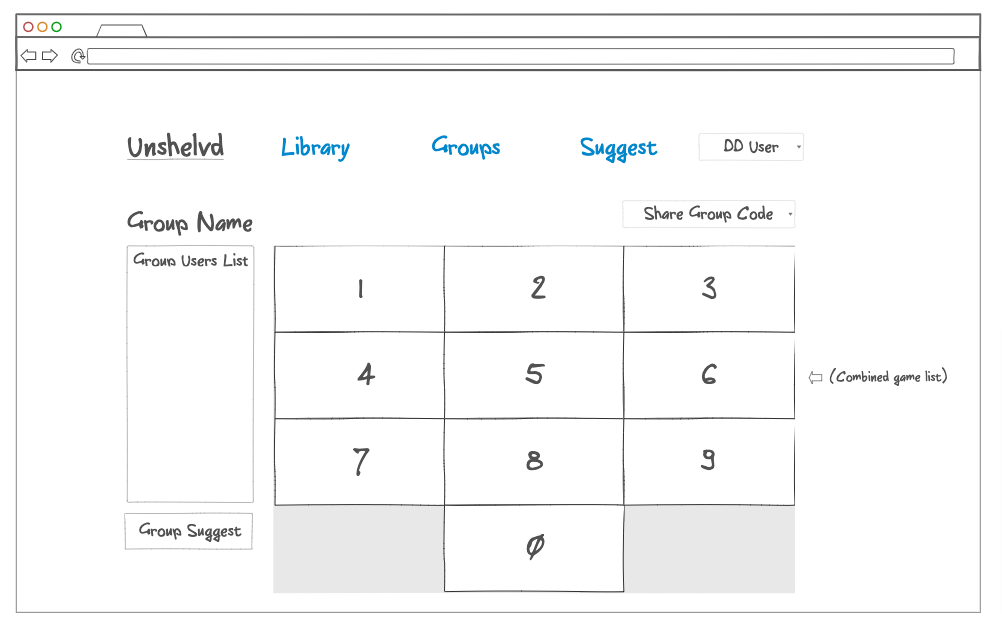 Unshelvd Library Groups Suggest DD User
Group Name
Share Group Code
Group Users List
1 2 3
4 5 6
(Combined game list)
7 8 9
Group Suggest
0